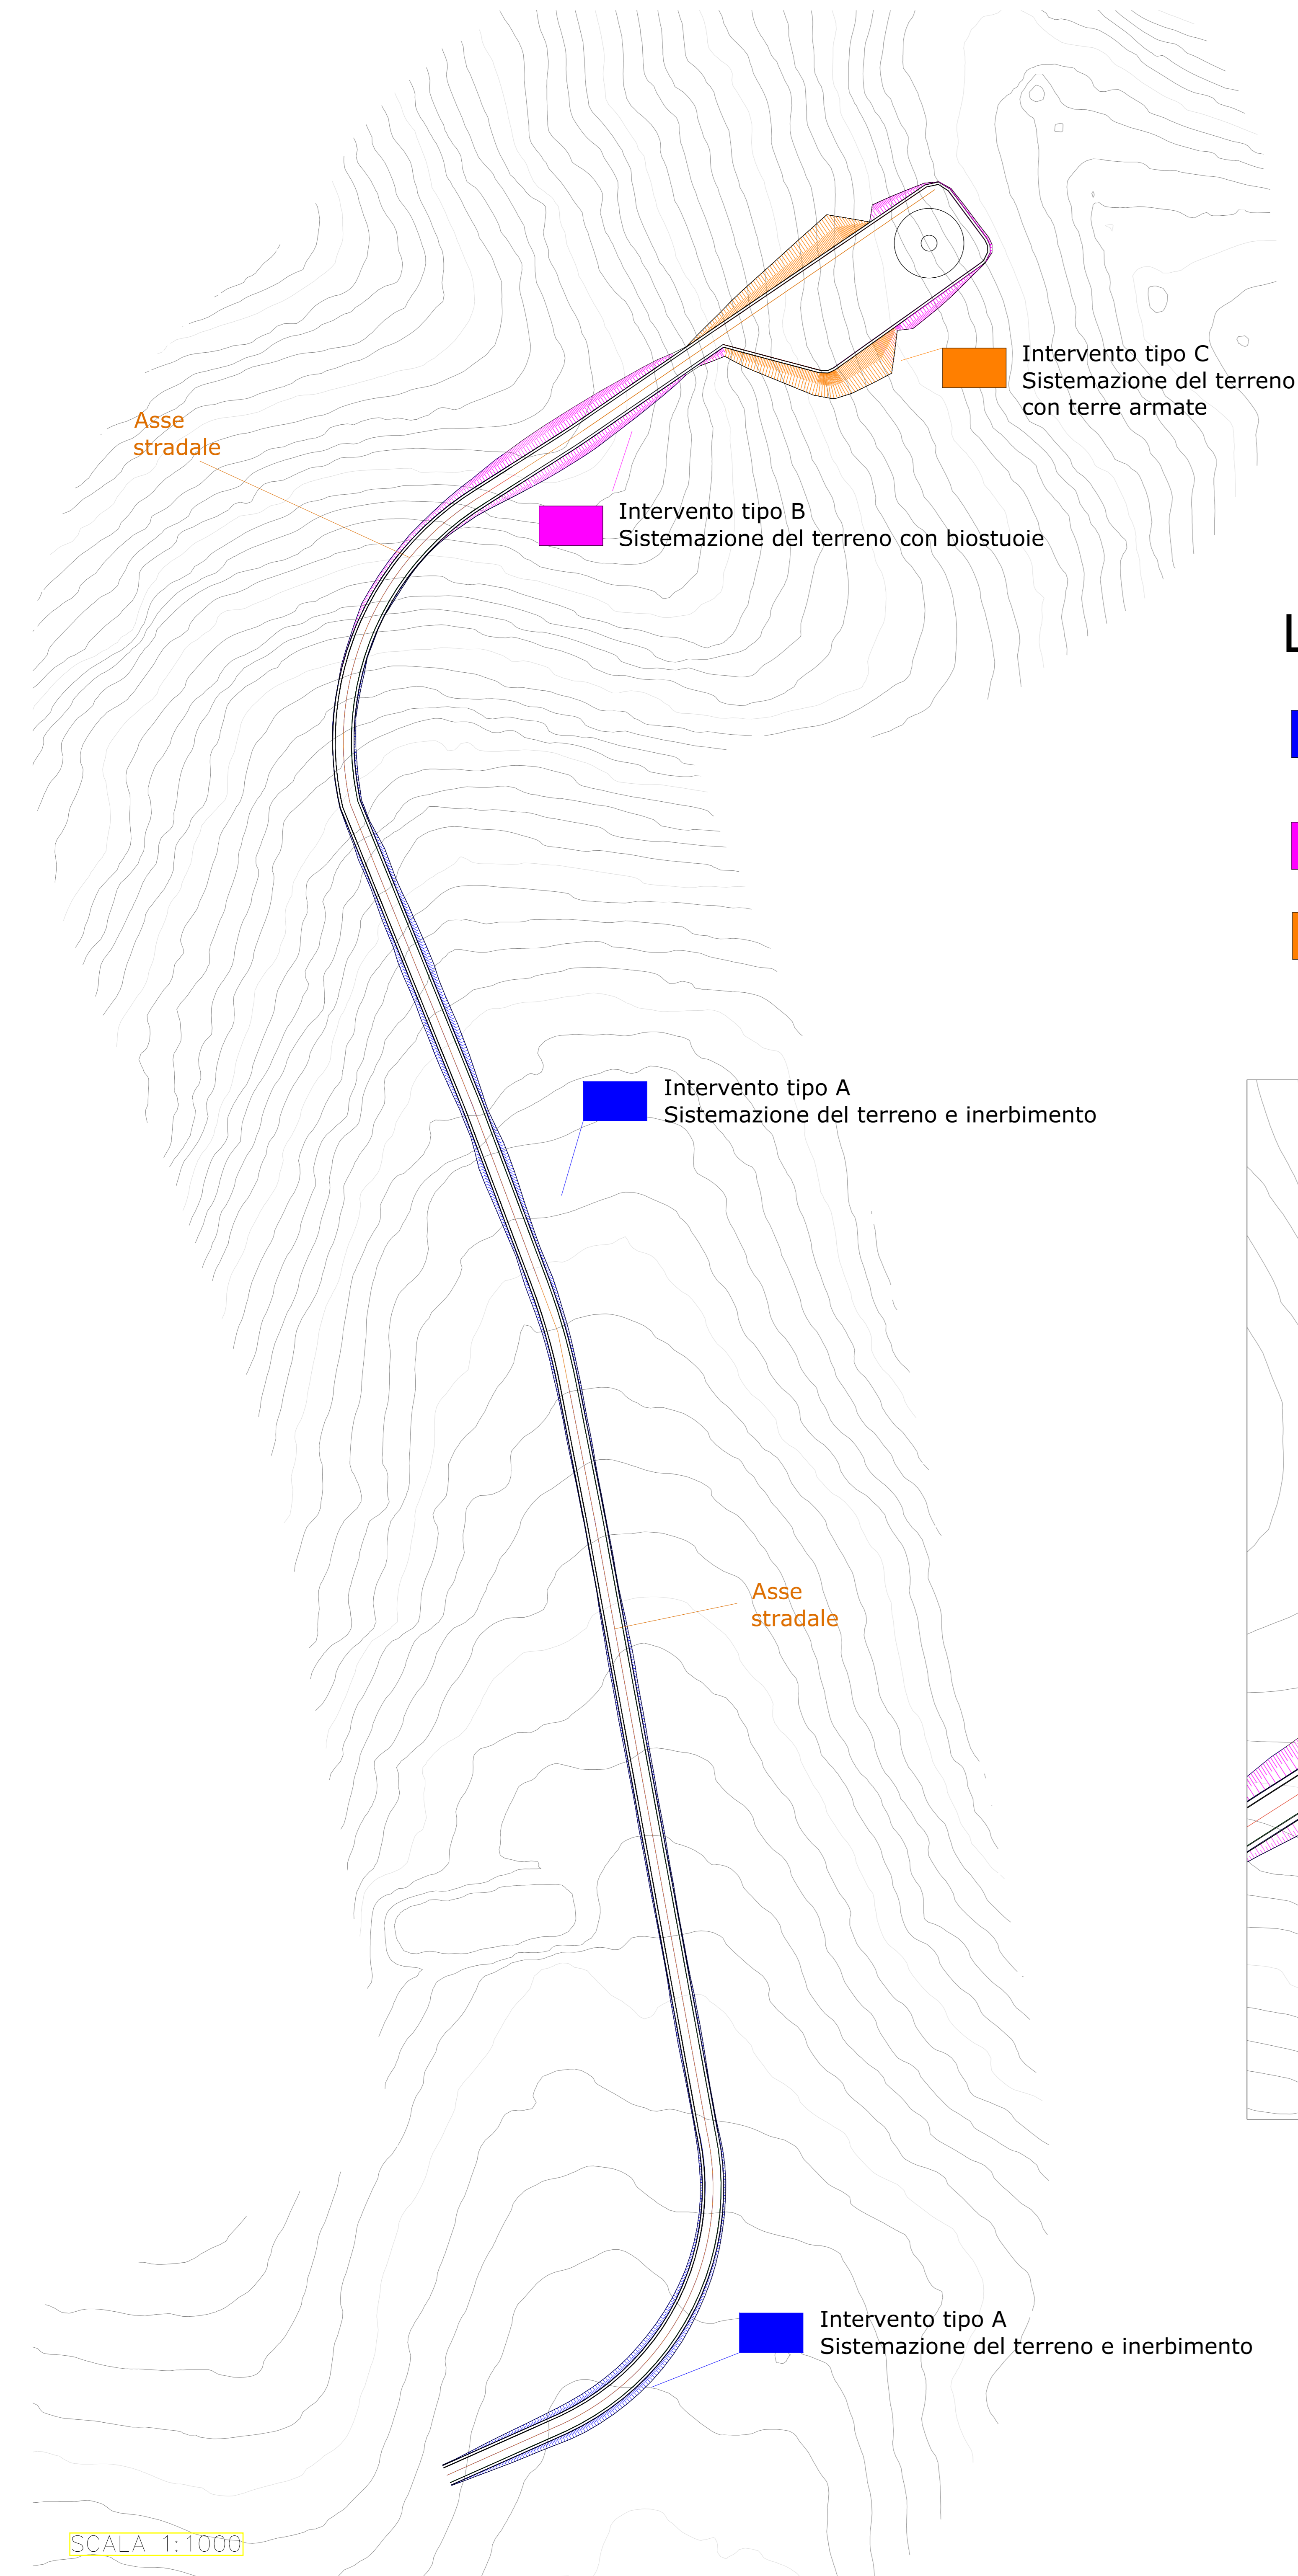 Intervento tipo C
Sistemazione del terreno
con terre armate
Asse
stradale
Intervento tipo B
Sistemazione del terreno con biostuoie
L
Intervento tipo A
Sistemazione del terreno e inerbimento
Asse
stradale
Intervento tipo A
Sistemazione del terreno e inerbimento
SCALA 1:1000